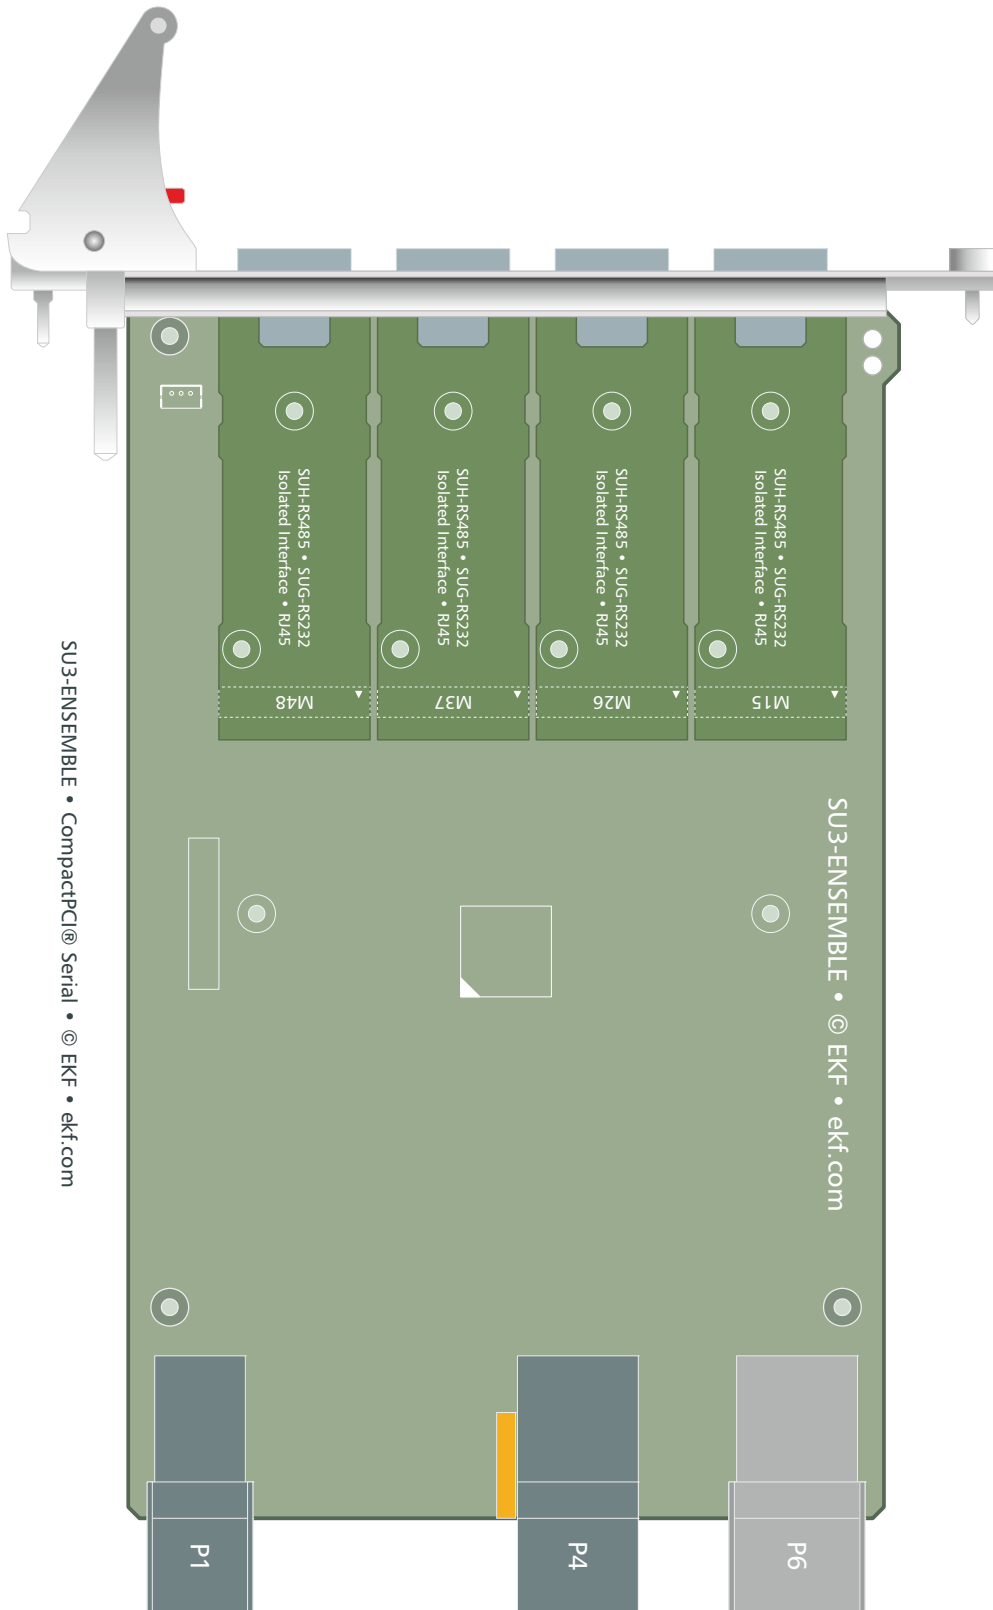 SUH-RS485 • SUG-RS232
Isolated Interface • RJ45
SUH-RS485 • SUG-RS232
Isolated Interface • RJ45
SUH-RS485 • SUG-RS232
Isolated Interface • RJ45
SUH-RS485 • SUG-RS232
Isolated Interface • RJ45
M48
M37
M26
M15
SU3-ENSEMBLE • CompactPCI® Serial • © EKF • ekf.com
SU3-ENSEMBLE • © EKF • ekf.com
P1
P4
P6